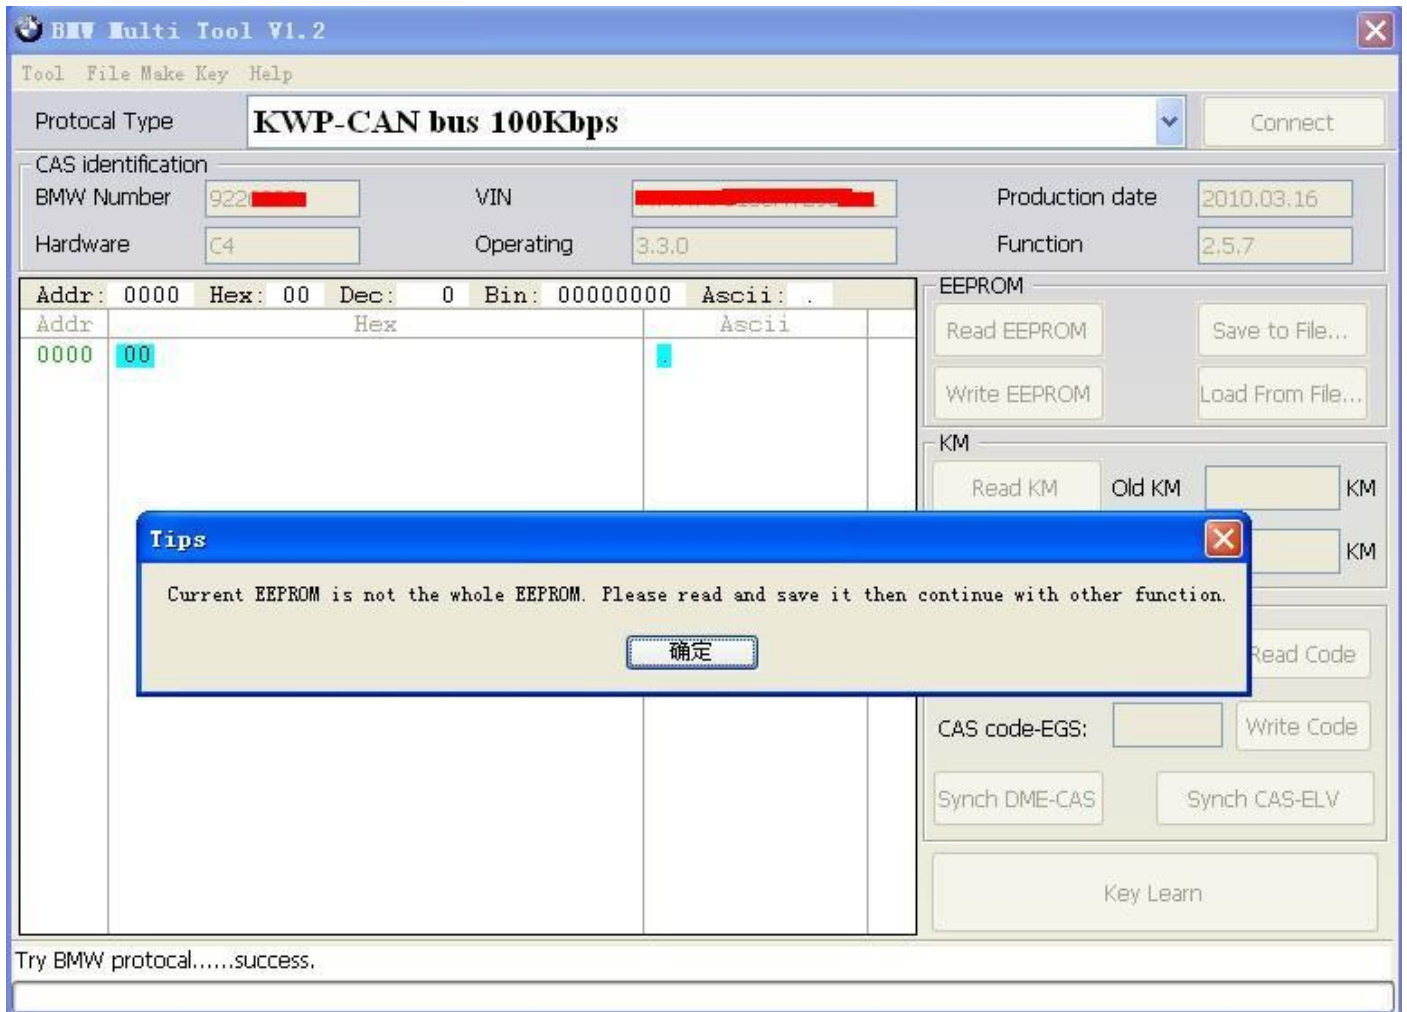 BMW Multi Tool V1.2
Tool File Make Key Help
Protocal Type KWP-CAN bus 100Kbps Connect
CAS identification
BMW Number 922 VIN Production date 2010.03.16
Hardware C4 Operating 3.3.0 Function 2.5.7
Addr: 0000 Hex: 00 Dec: 0 Bin: 00000000 Ascii: .
Addr Hex Ascii
0000 00 .
EEPROM
Read EEPROM Save to File...
Write EEPROM Load From File...
KM
Read KM Old KM KM
KM
Tips
Current EEPROM is not the whole EEPROM. Please read and save it then continue with other function.
确定
Read Code
CAS code-EGS: Write Code
Synch DME-CAS Synch CAS-ELV
Key Learn
Try BMW protocal......success.